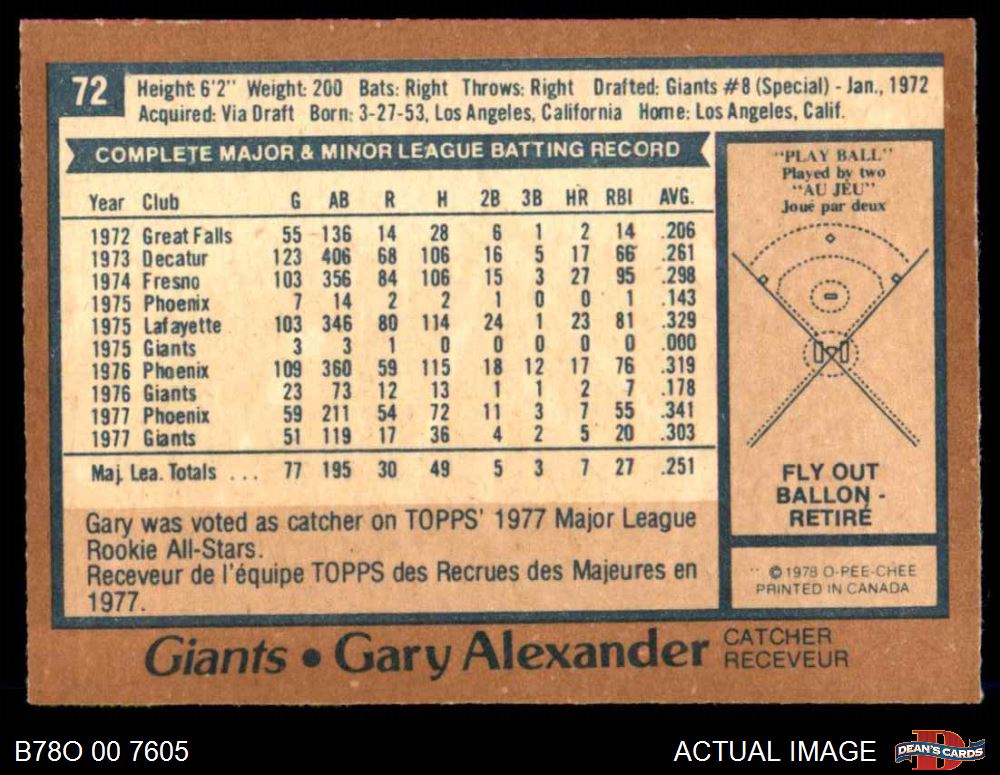 72
Height: 6'2" Weight: 200 Bats: Right Throws: Right Drafted: Giants #8 (Special) - Jan., 1972
Acquired: Via Draft Born: 3-27-53, Los Angeles, California Home: Los Angeles, Calif.
COMPLETE MAJOR & MINOR LEAGUE BATTING RECORD
Year Club G AB R H 2B 3B HR RBI AVG.
1972 Great Falls 55 136 14 28 6 1 2 14 .206
1973 Decatur 123 406 68 106 16 5 17 66 .261
1974 Fresno 103 356 84 106 15 3 27 95 .298
1975 Phoenix 7 14 2 2 1 0 0 1 .143
1975 Lafayette 103 346 80 114 24 1 23 81 .329
1975 Giants 3 3 1 0 0 0 0 0 .000
1976 Phoenix 109 360 59 115 18 12 17 76 .319
1976 Giants 23 73 12 13 1 1 2 7 .178
1977 Phoenix 59 211 54 72 11 3 7 55 .341
1977 Giants 51 119 17 36 4 2 5 20 .303
Maj. Lea. Totals ... 77 195 30 49 5 3 7 27 .251
Gary was voted as catcher on TOPPS' 1977 Major League
Rookie All-Stars.
Receveur de l'équipe TOPPS des Recrues des Majeures en
1977.
"PLAY BALL"
Played by two
"AU JEU"
Joué par deux
FLY OUT
BALLON -
RETIRÉ
© 1978 O-PEE-CHEE
PRINTED IN CANADA
Giants • Gary Alexander
CATCHER
RECEVEUR
B78O 00 7605
ACTUAL IMAGE
DEAN'S CARDS